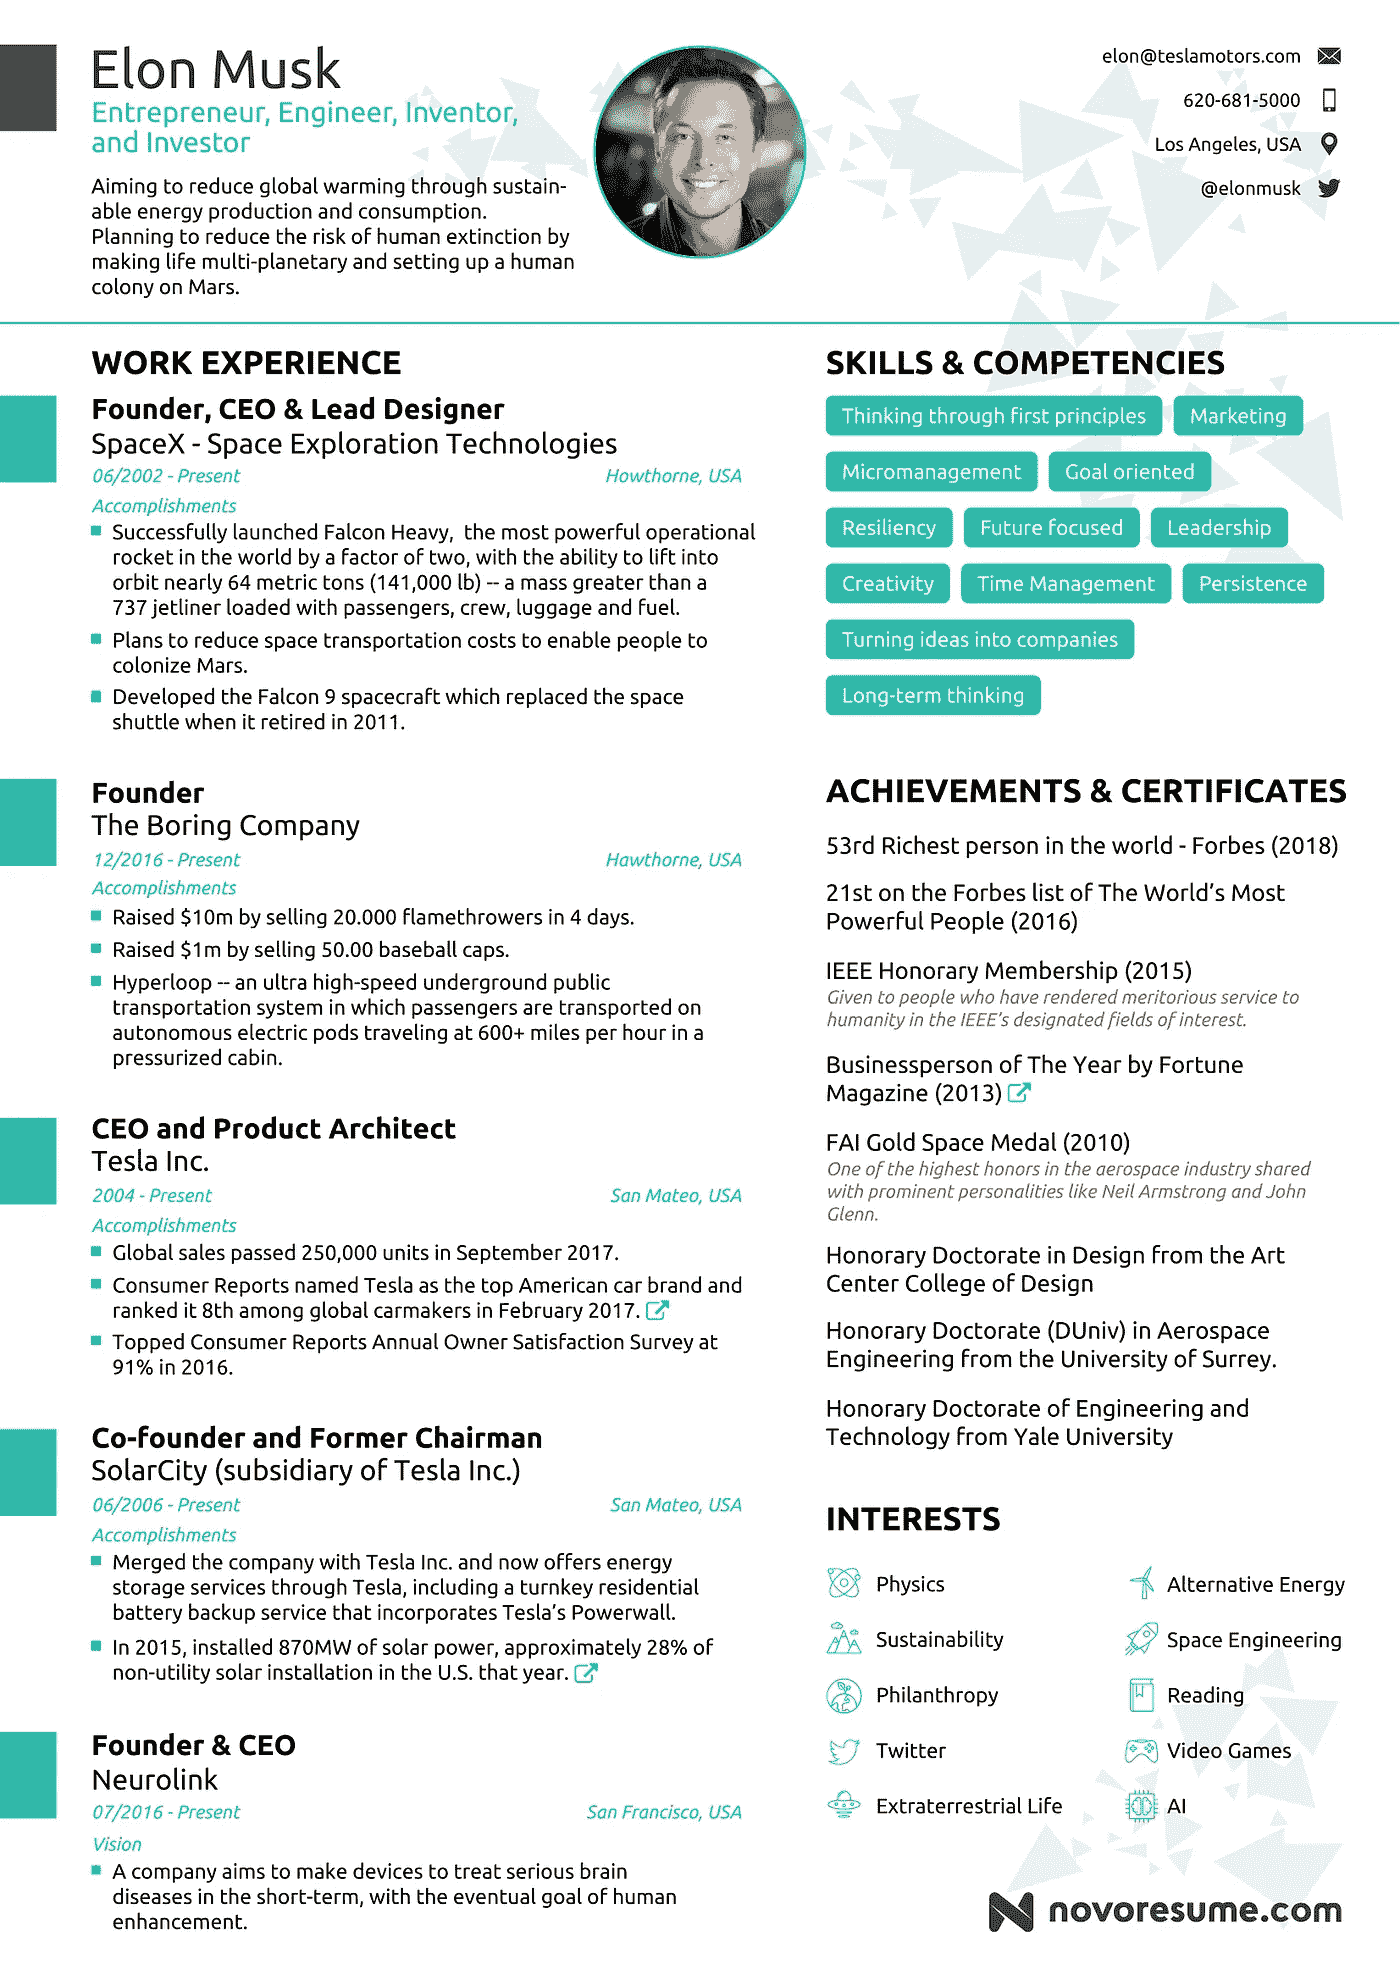 Elon Musk
Entrepreneur, Engineer, Inventor,
and Investor
Aiming to reduce global warming through sustain-
able energy production and consumption.
Planning to reduce the risk of human extinction by
making life multi-planetary and setting up a human
colony on Mars.
elon@teslamotors.com
620-681-5000
Los Angeles, USA
@elonmusk
WORK EXPERIENCE
Founder, CEO & Lead Designer
SpaceX - Space Exploration Technologies
06/2002 - Present
Howthorne, USA
Accomplishments
Successfully launched Falcon Heavy, the most powerful operational
rocket in the world by a factor of two, with the ability to lift into
orbit nearly 64 metric tons (141,000 lb) -- a mass greater than a
737 jetliner loaded with passengers, crew, luggage and fuel.
Plans to reduce space transportation costs to enable people to
colonize Mars.
Developed the Falcon 9 spacecraft which replaced the space
shuttle when it retired in 2011.
Founder
The Boring Company
12/2016 - Present
Hawthorne, USA
Accomplishments
Raised $10m by selling 20.000 flamethrowers in 4 days.
Raised $1m by selling 50.00 baseball caps.
Hyperloop -- an ultra high-speed underground public
transportation system in which passengers are transported on
autonomous electric pods traveling at 600+ miles per hour in a
pressurized cabin.
CEO and Product Architect
Tesla Inc.
2004 - Present
San Mateo, USA
Accomplishments
Global sales passed 250,000 units in September 2017.
Consumer Reports named Tesla as the top American car brand and
ranked it 8th among global carmakers in February 2017.
Topped Consumer Reports Annual Owner Satisfaction Survey at
91% in 2016.
Co-founder and Former Chairman
SolarCity (subsidiary of Tesla Inc.)
06/2006 - Present
San Mateo, USA
Accomplishments
Merged the company with Tesla Inc. and now offers energy
storage services through Tesla, including a turnkey residential
battery backup service that incorporates Tesla's Powerwall.
In 2015, installed 870MW of solar power, approximately 28% of
non-utility solar installation in the U.S. that year.
Founder & CEO
Neurolink
07/2016 - Present
San Francisco, USA
Vision
A company aims to make devices to treat serious brain
diseases in the short-term, with the eventual goal of human
enhancement.
SKILLS & COMPETENCIES
Thinking through first principles
Marketing
Micromanagement
Goal oriented
Resiliency
Future focused
Leadership
Creativity
Time Management
Persistence
Turning ideas into companies
Long-term thinking
ACHIEVEMENTS & CERTIFICATES
53rd Richest person in the world - Forbes (2018)
21st on the Forbes list of The World's Most
Powerful People (2016)
IEEE Honorary Membership (2015)
Given to people who have rendered meritorious service to
humanity in the IEEE's designated fields of interest.
Businessperson of The Year by Fortune
Magazine (2013)
FAI Gold Space Medal (2010)
One of the highest honors in the aerospace industry shared
with prominent personalities like Neil Armstrong and John
Glenn.
Honorary Doctorate in Design from the Art
Center College of Design
Honorary Doctorate (DUniv) in Aerospace
Engineering from the University of Surrey.
Honorary Doctorate of Engineering and
Technology from Yale University
INTERESTS
Physics
Alternative Energy
Sustainability
Space Engineering
Philanthropy
Reading
Twitter
Video Games
Extraterrestrial Life
AI
novoresume.com